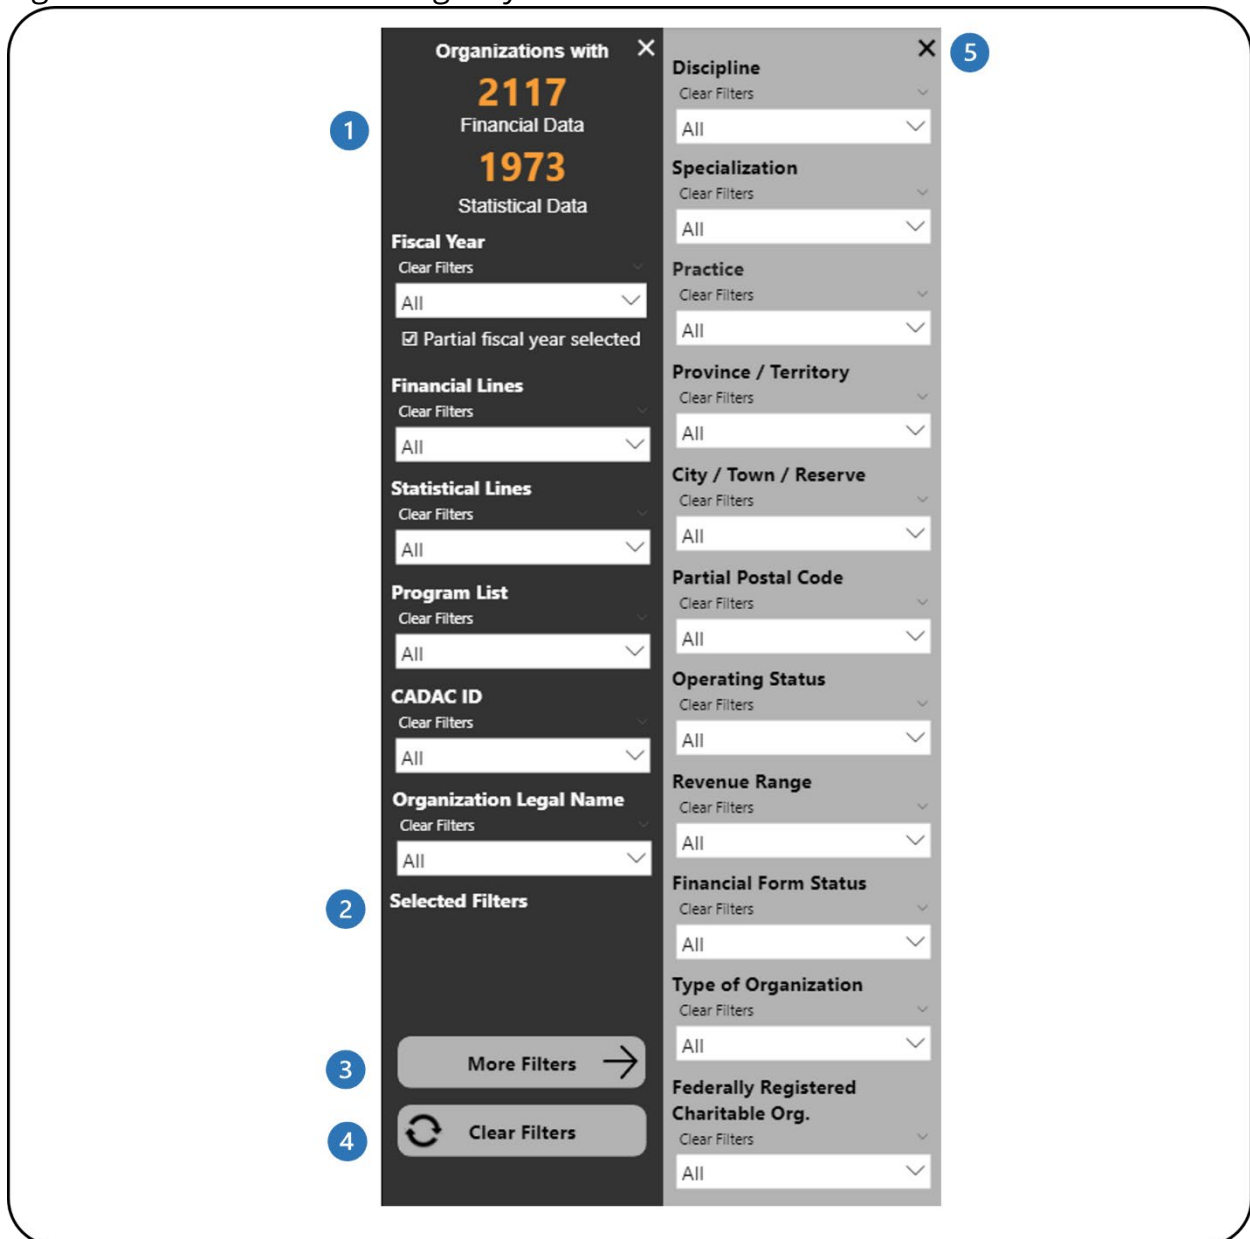 Organizations with
2117
Financial Data
1
1973
Statistical Data
Fiscal Year
Clear Filters
All
Partial fiscal year selected
Financial Lines
Clear Filters
All
Statistical Lines
Clear Filters
All
Program List
Clear Filters
All
CADAC ID
Clear Filters
All
Organization Legal Name
Clear Filters
All
2
Selected Filters
3
More Filters
4
Clear Filters
5
Discipline
Clear Filters
All
Specialization
Clear Filters
All
Practice
Clear Filters
All
Province / Territory
Clear Filters
All
City / Town / Reserve
Clear Filters
All
Partial Postal Code
Clear Filters
All
Operating Status
Clear Filters
All
Revenue Range
Clear Filters
All
Financial Form Status
Clear Filters
All
Type of Organization
Clear Filters
All
Federally Registered
Charitable Org.
Clear Filters
All